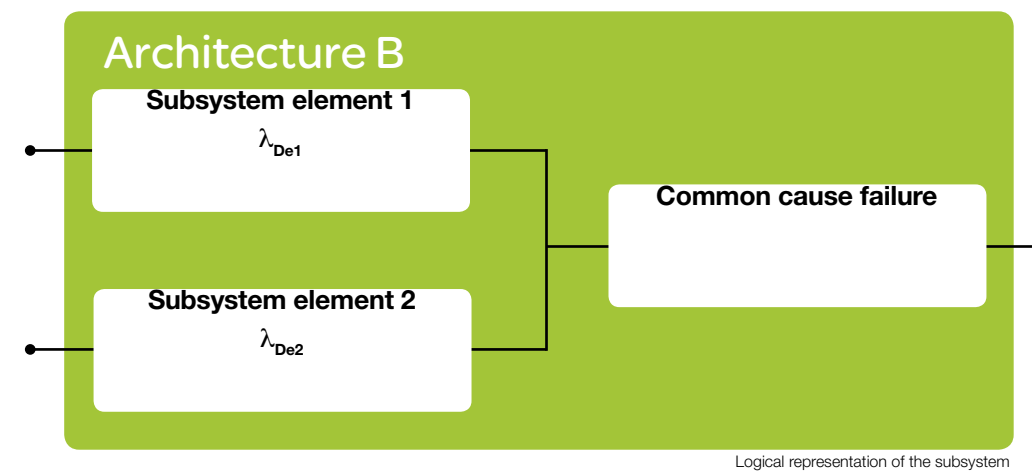 Architecture B
Subsystem element 1
λDe1
Common cause failure
Subsystem element 2
λDe2
Logical representation of the subsystem